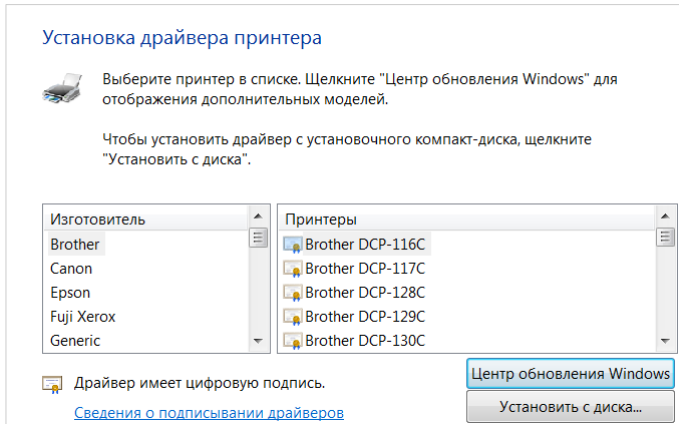 Установка драйвера принтера
Выберите принтер в списке. Щелкните "Центр обновления Windows" для
отображения дополнительных моделей.
Чтобы установить драйвер с установочного компакт-диска, щелкните
"Установить с диска".
Изготовитель
Brother
Canon
Epson
Fuji Xerox
Generic
Принтеры
Brother DCP-116C
Brother DCP-117C
Brother DCP-128C
Brother DCP-129C
Brother DCP-130C
Драйвер имеет цифровую подпись.
Сведения о подписывании драйверов
Центр обновления Windows
Установить с диска...